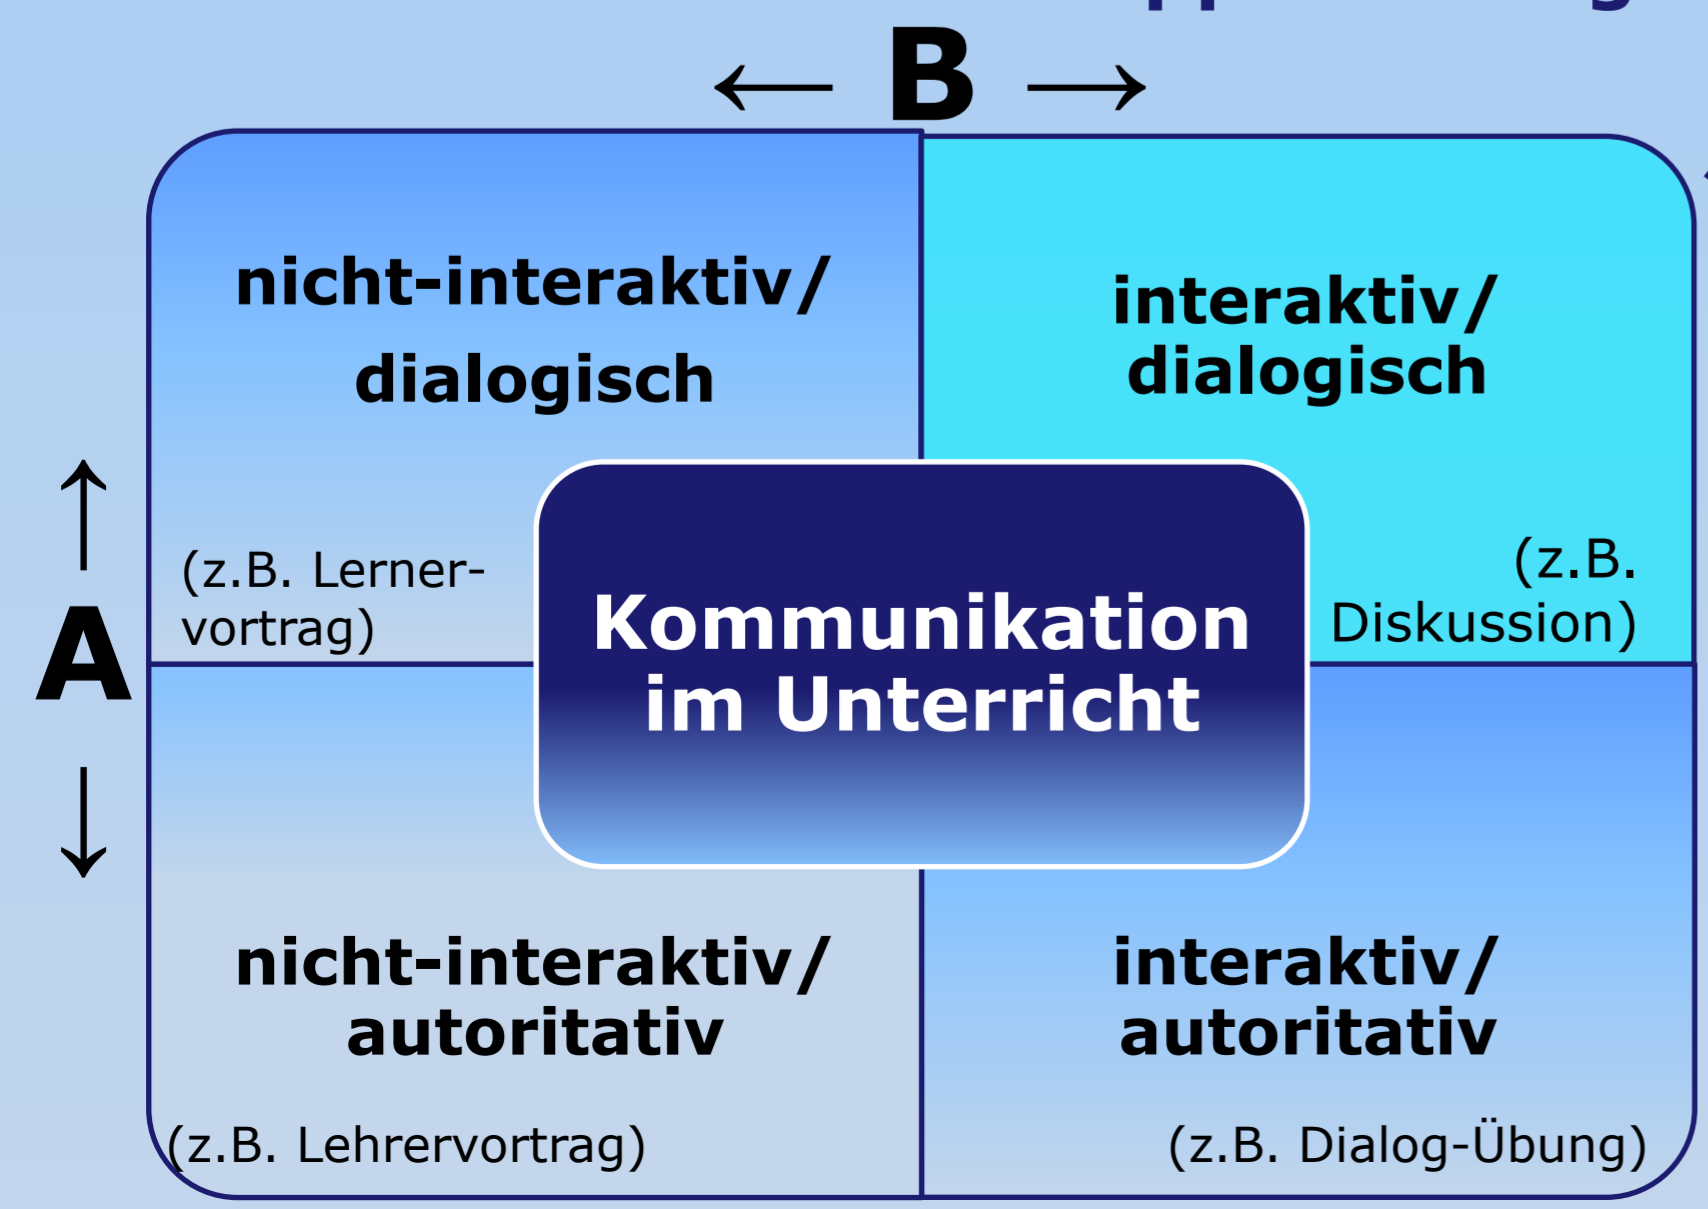 ← B →
nicht-interaktiv/
dialogisch
(z.B. Lerner-
vortrag)
interaktiv/
dialogisch
(z.B.
Diskussion)
↑
A
↓
Kommunikation
im Unterricht
nicht-interaktiv/
autoritativ
(z.B. Lehrervortrag)
interaktiv/
autoritativ
(z.B. Dialog-Übung)